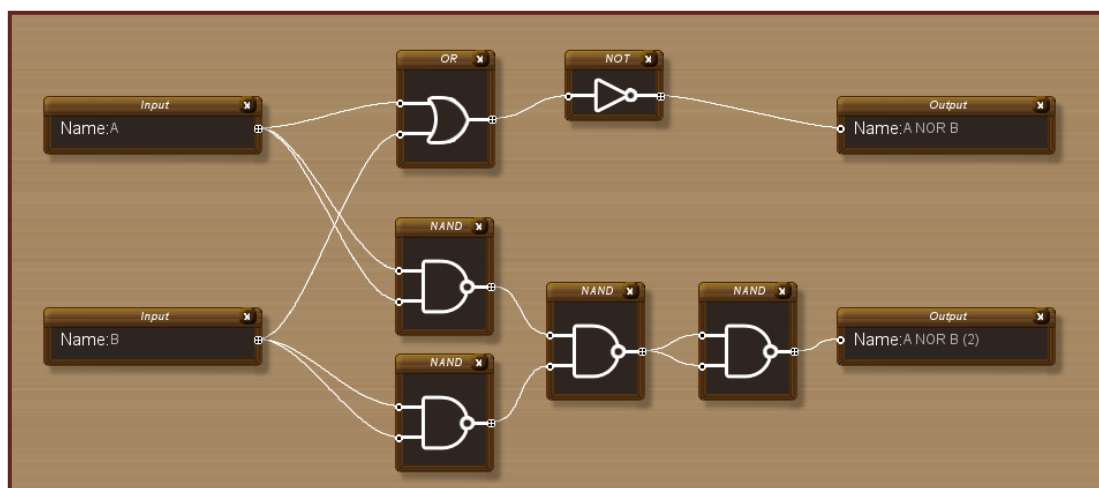 OR x
NOT x
Input x
Name:A
Output x
Name:A NOR B
NAND x
Input x
Name:B
NAND x
NAND x
Output x
Name:A NOR B (2)
NAND x